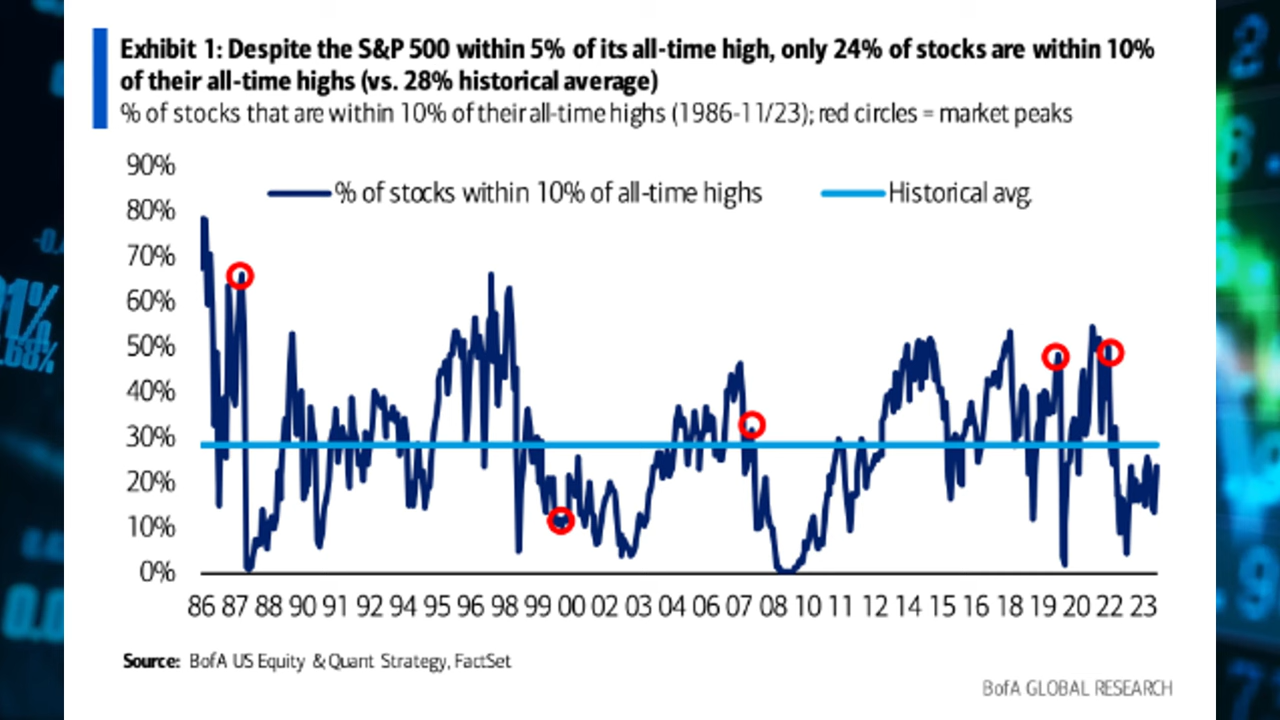 Exhibit 1: Despite the S&P 500 within 5% of its all-time high, only 24% of stocks are within 10%
of their all-time highs (vs. 28% historical average)
% of stocks that are within 10% of their all-time highs (1986-11/23); red circles = market peaks
90%
% of stocks within 10% of all-time highs Historical avg.
80%
70%
60%
50%
40%
30%
20%
10%
0%
86 87 88 90 91 92 94 95 96 98 99 00 02 03 04 06 07 08 10 11 12 14 15 16 18 19 20 22 23
Source: BofA US Equity & Quant Strategy, FactSet
BofA GLOBAL RESEARCH